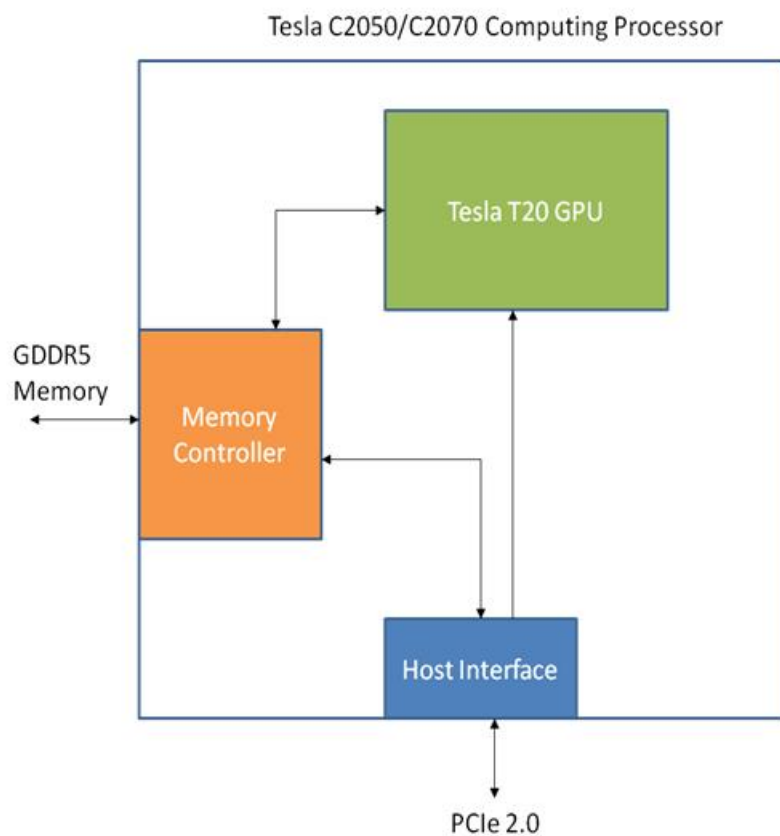 Tesla C2050/C2070 Computing Processor
Tesla T20 GPU
GDDR5
Memory
Memory
Controller
Host Interface
PCIe 2.0